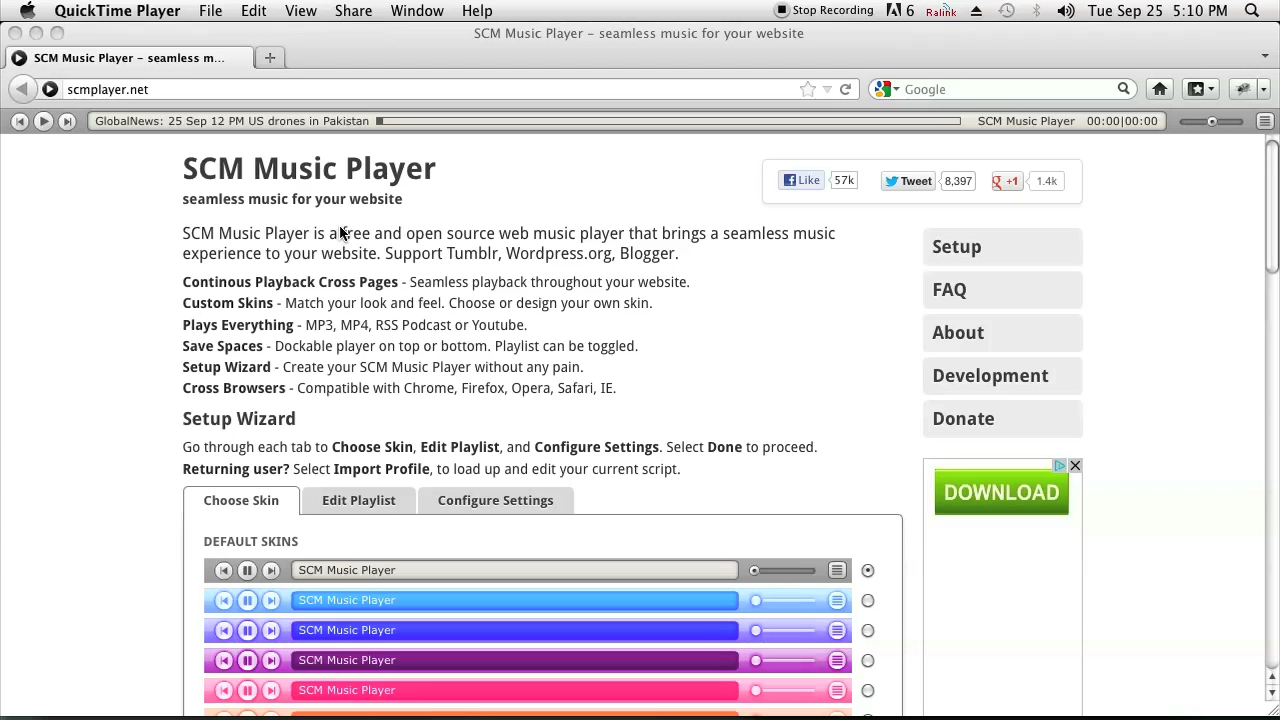 QuickTime Player File Edit View Share Window Help Stop Recording 6 Ralink Tue Sep 25 5:10 PM
SCM Music Player – seamless music for your website
SCM Music Player – seamless m...
scmplayer.net Google
GlobalNews: 25 Sep 12 PM US drones in Pakistan SCM Music Player 00:00|00:00
SCM Music Player
seamless music for your website
Like 57k Tweet 8,397 +1 1.4k
SCM Music Player is a free and open source web music player that brings a seamless music
experience to your website. Support Tumblr, Wordpress.org, Blogger.
Continous Playback Cross Pages - Seamless playback throughout your website.
Custom Skins - Match your look and feel. Choose or design your own skin.
Plays Everything - MP3, MP4, RSS Podcast or Youtube.
Save Spaces - Dockable player on top or bottom. Playlist can be toggled.
Setup Wizard - Create your SCM Music Player without any pain.
Cross Browsers - Compatible with Chrome, Firefox, Opera, Safari, IE.
Setup Wizard
Go through each tab to Choose Skin, Edit Playlist, and Configure Settings. Select Done to proceed.
Returning user? Select Import Profile, to load up and edit your current script.
Choose Skin Edit Playlist Configure Settings
DEFAULT SKINS
SCM Music Player
SCM Music Player
SCM Music Player
SCM Music Player
SCM Music Player
Setup
FAQ
About
Development
Donate
DOWNLOAD